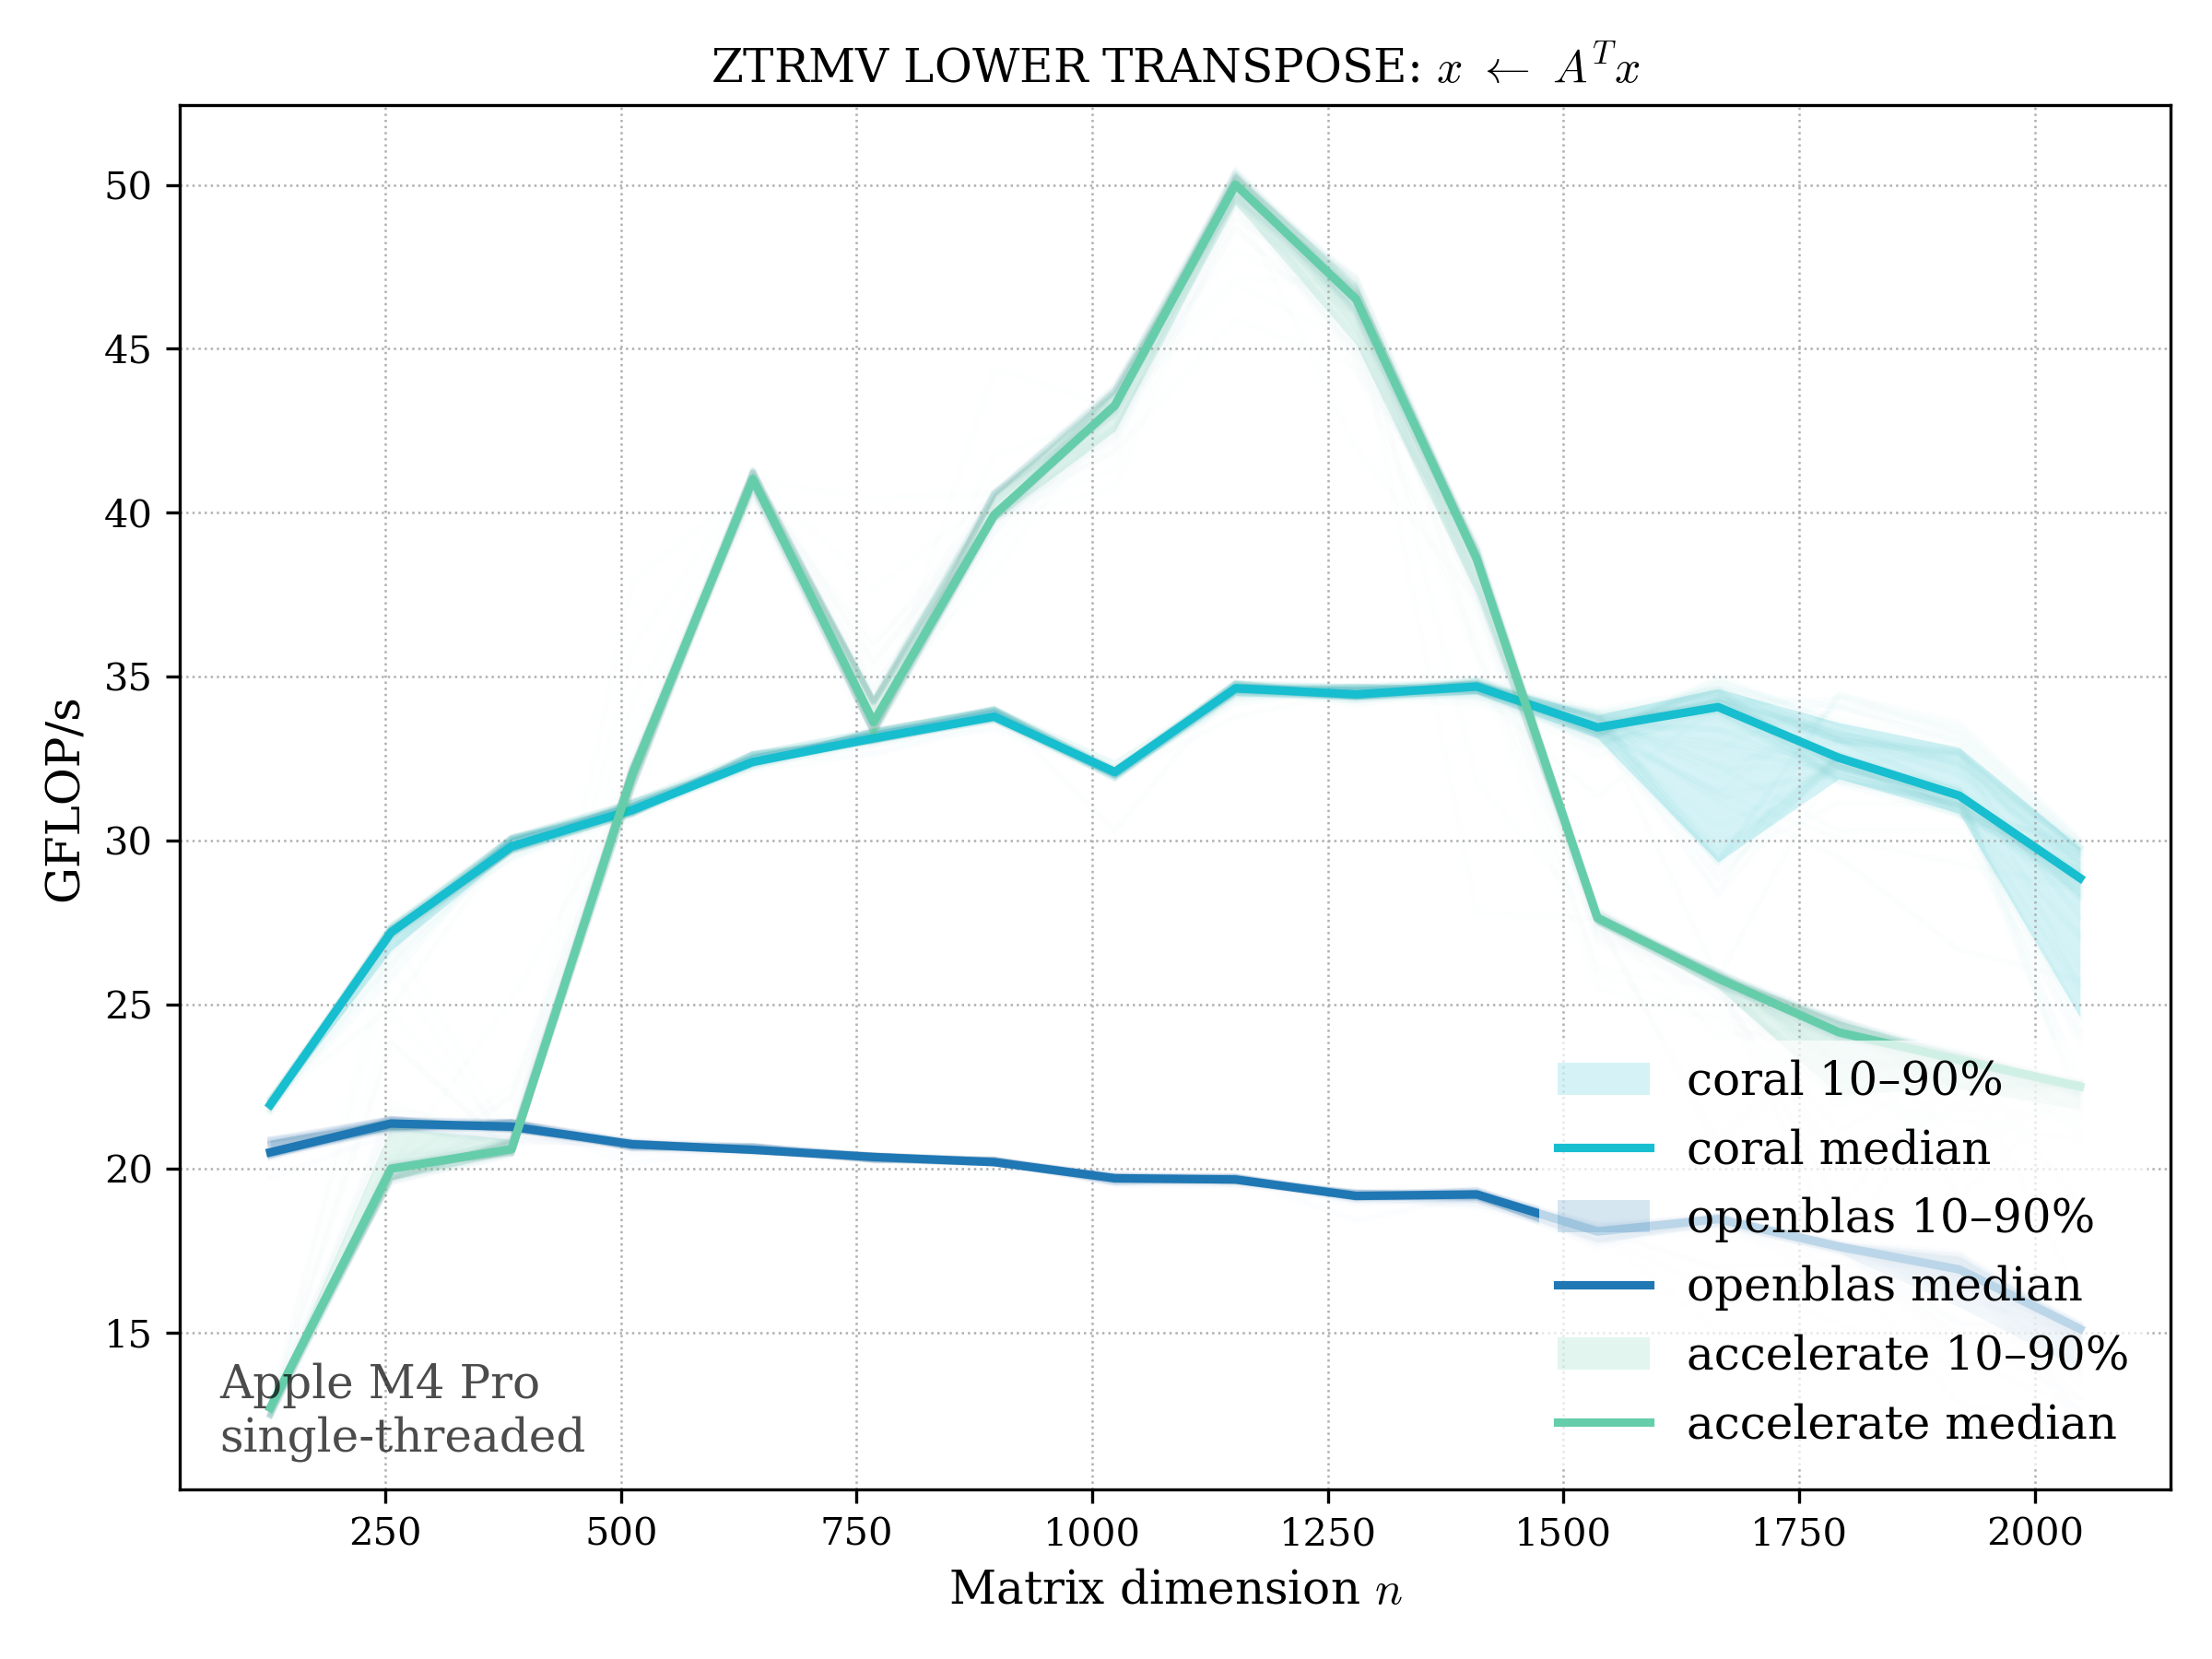 ZTRMV LOWER TRANSPOSE: x ← Aᵀx
GFLOP/s
50
45
40
35
30
25
20
15
coral 10–90%
coral median
openblas 10–90%
openblas median
accelerate 10–90%
accelerate median
Apple M4 Pro
single-threaded
250 500 750 1000 1250 1500 1750 2000
Matrix dimension n